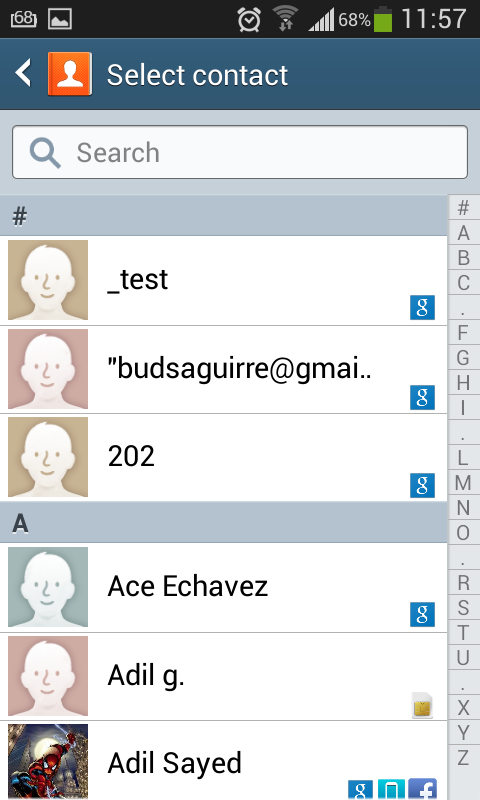 68 68% 11:57
Select contact
Search
#
_test
g
"budsaguirre@gmai..
g
202
g
A
Ace Echavez
g
Adil g.
Adil Sayed
g f
#
A
B
C
.
F
G
H
I
.
L
M
N
O
.
R
S
T
U
.
X
Y
Z